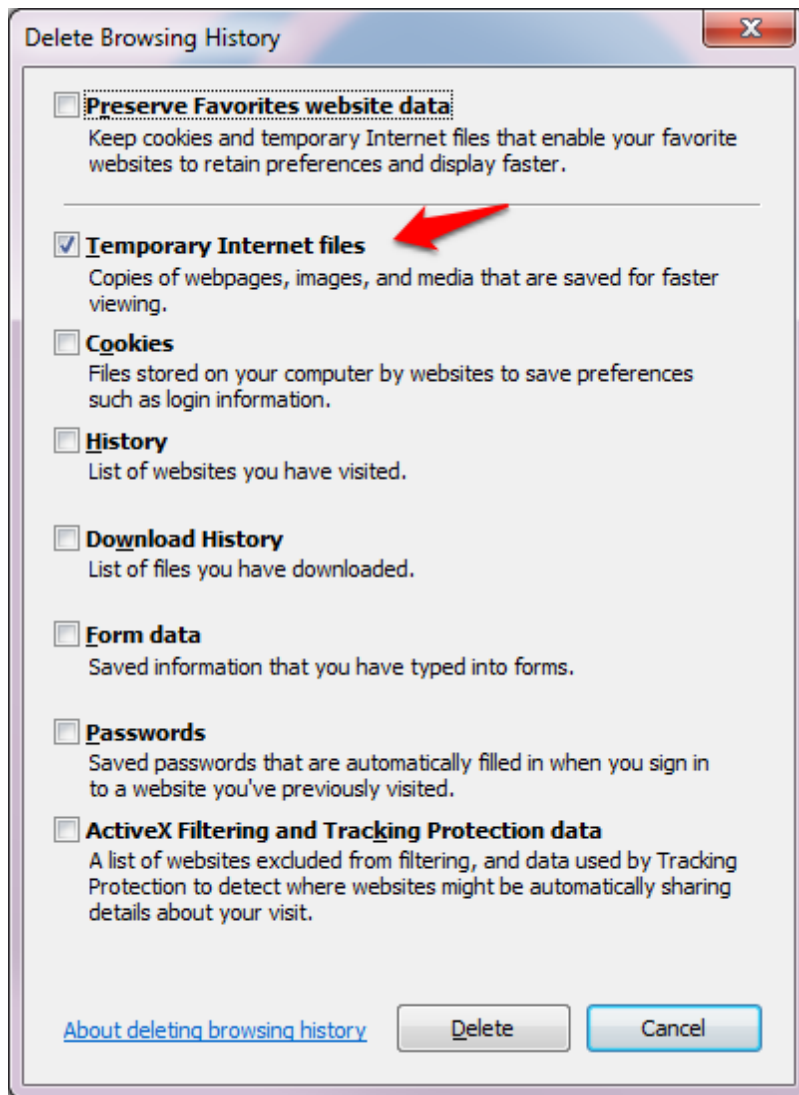 Delete Browsing History
Preserve Favorites website data
Keep cookies and temporary Internet files that enable your favorite
websites to retain preferences and display faster.
Temporary Internet files
Copies of webpages, images, and media that are saved for faster
viewing.
Cookies
Files stored on your computer by websites to save preferences
such as login information.
History
List of websites you have visited.
Download History
List of files you have downloaded.
Form data
Saved information that you have typed into forms.
Passwords
Saved passwords that are automatically filled in when you sign in
to a website you've previously visited.
ActiveX Filtering and Tracking Protection data
A list of websites excluded from filtering, and data used by Tracking
Protection to detect where websites might be automatically sharing
details about your visit.
About deleting browsing history
Delete
Cancel